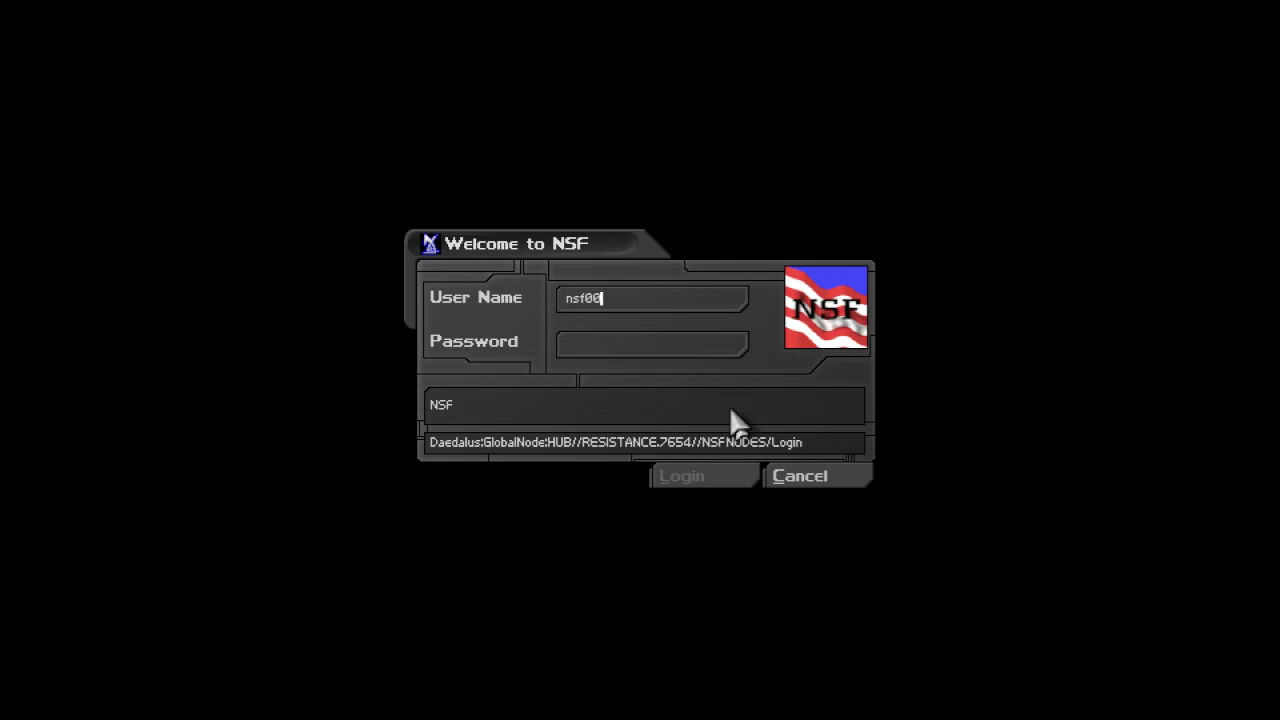 Welcome to NSF
User Name
nsf00
NSF
Password
NSF
Daedalus:GlobalNode:HUB//RESISTANCE.7654//NSFNODES/Login
Login
Cancel